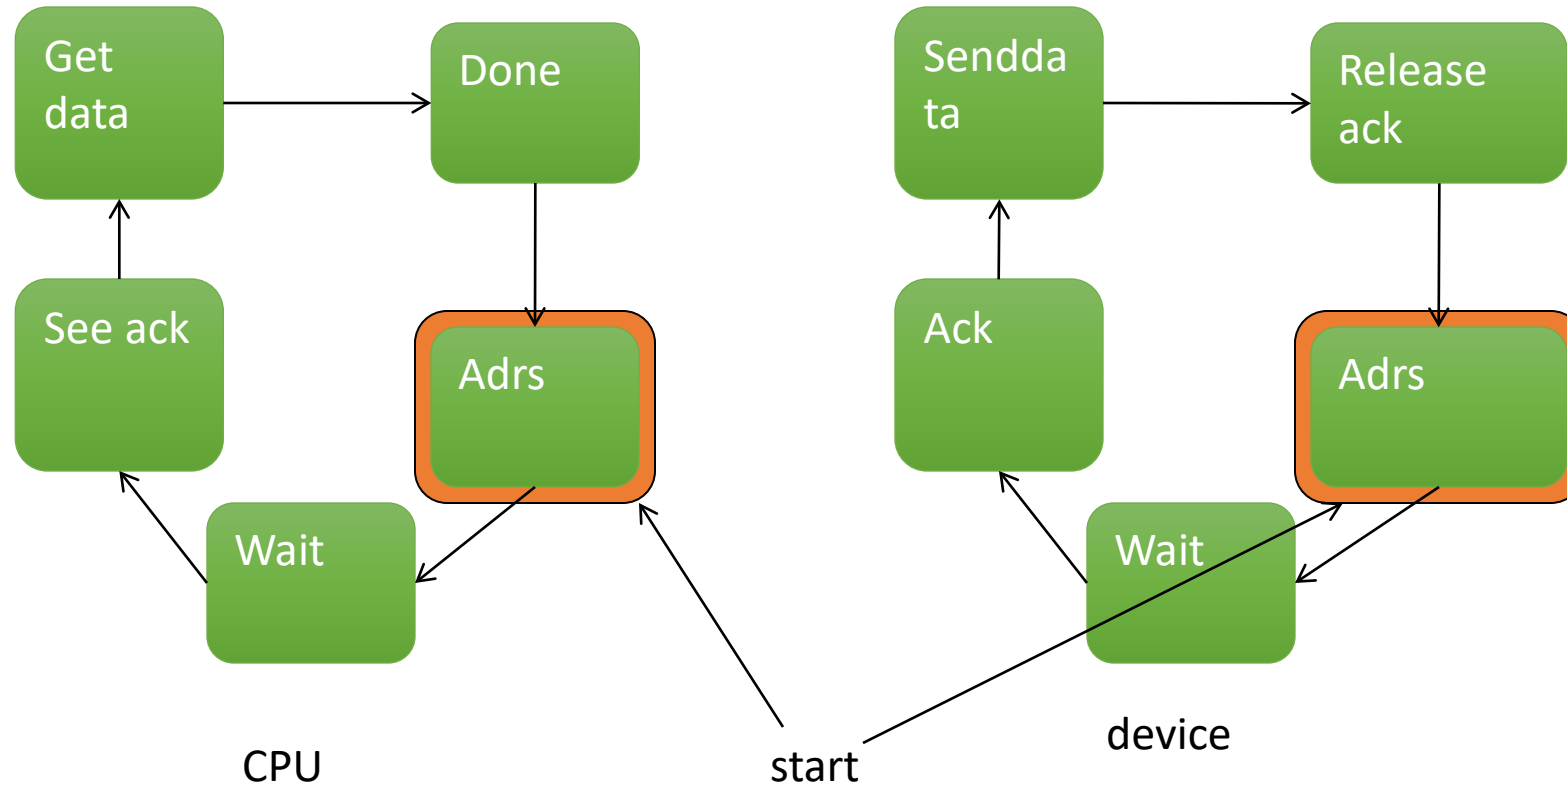 Get
data
Done
See ack
Adrs
Wait
CPU
start
Sendda
ta
Release
ack
Ack
Adrs
Wait
device